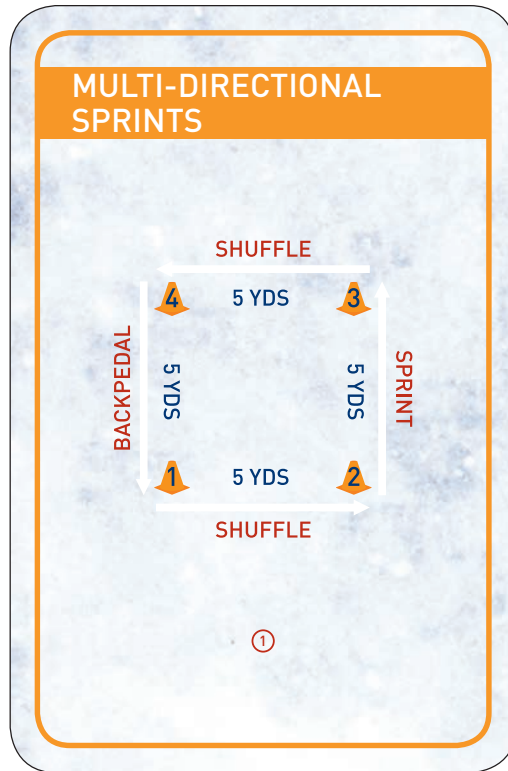 MULTI-DIRECTIONAL
SPRINTS
SHUFFLE
4
5 YDS
3
BACKPEDAL
5 YDS
5 YDS
SPRINT
1
5 YDS
2
SHUFFLE
1